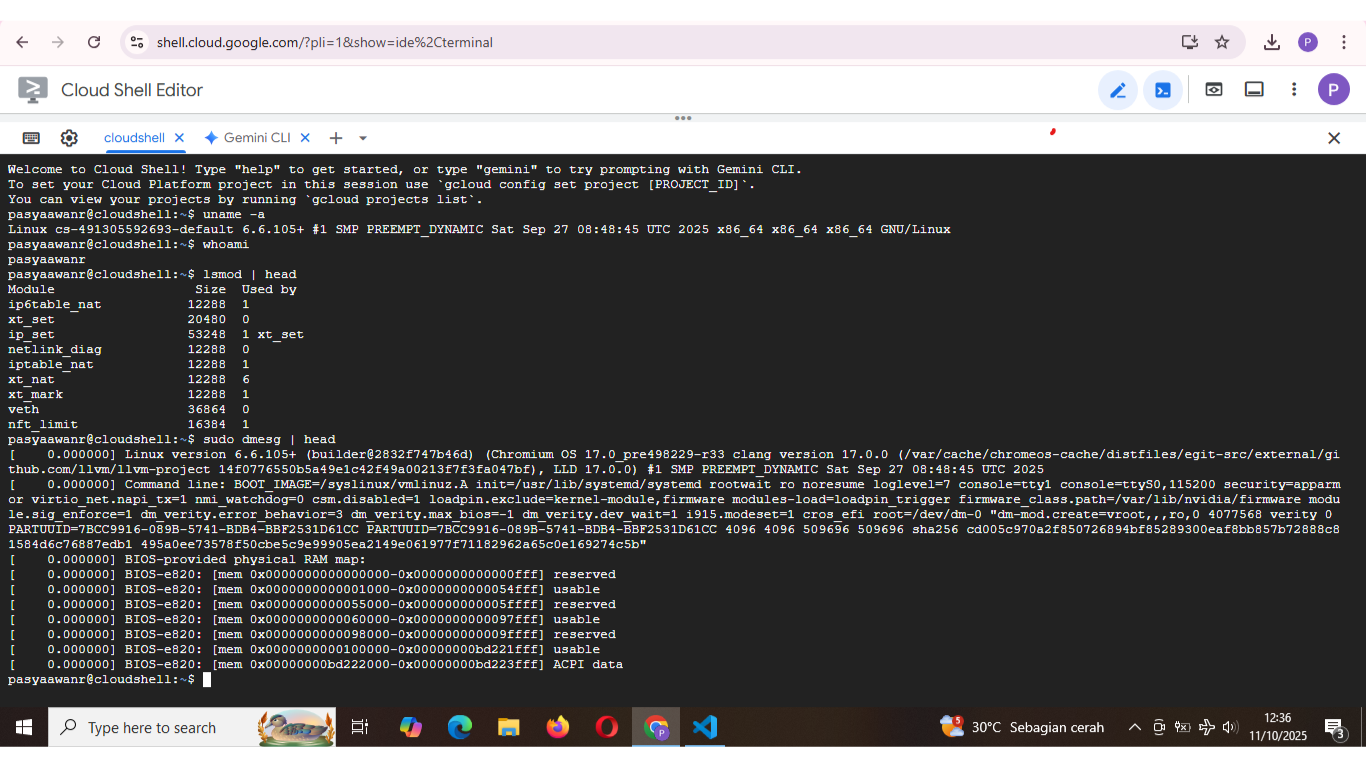 shell.cloud.google.com/?pli=1&show=ide%2Cterminal
P
Cloud Shell Editor
P
cloudshell
Gemini CLI
Welcome to Cloud Shell! Type "help" to get started, or type "gemini" to try prompting with Gemini CLI.
To set your Cloud Platform project in this session use `gcloud config set project [PROJECT_ID]`.
You can view your projects by running `gcloud projects list`.
pasyaawanr@cloudshell:~$ uname -a
Linux cs-491305592693-default 6.6.105+ #1 SMP PREEMPT_DYNAMIC Sat Sep 27 08:48:45 UTC 2025 x86_64 x86_64 x86_64 GNU/Linux
pasyaawanr@cloudshell:~$ whoami
pasyaawanr
pasyaawanr@cloudshell:~$ lsmod | head
Module Size Used by
ip6table_nat 12288 1
xt_set 20480 0
ip_set 53248 1 xt_set
netlink_diag 12288 0
iptable_nat 12288 1
xt_nat 12288 6
xt_mark 12288 1
veth 36864 0
nft_limit 16384 1
pasyaawanr@cloudshell:~$ sudo dmesg | head
[    0.000000] Linux version 6.6.105+ (builder@2832f747b46d) (Chromium OS 17.0_pre498229-r33 clang version 17.0.0 (/var/cache/chromeos-cache/distfiles/egit-src/external/gi
thub.com/llvm/llvm-project 14f0776550b5a49e1c42f49a00213f7f3fa047bf), LLD 17.0.0) #1 SMP PREEMPT_DYNAMIC Sat Sep 27 08:48:45 UTC 2025
[    0.000000] Command line: BOOT_IMAGE=/syslinux/vmlinuz.A init=/usr/lib/systemd/systemd rootwait ro noresume loglevel=7 console=tty1 console=ttyS0,115200 security=apparm
or virtio_net.napi_tx=1 nmi_watchdog=0 csm.disabled=1 loadpin.exclude=kernel-module,firmware modules-load=loadpin_trigger firmware_class.path=/var/lib/nvidia/firmware modu
le.sig_enforce=1 dm_verity.error_behavior=3 dm_verity.max_bios=-1 dm_verity.dev_wait=1 i915.modeset=1 cros_efi root=/dev/dm-0 "dm-mod.create=vroot,,,ro,0 4077568 verity 0
PARTUUID=7BCC9916-089B-5741-BDB4-BBF2531D61CC PARTUUID=7BCC9916-089B-5741-BDB4-BBF2531D61CC 4096 4096 509696 509696 sha256 cd005c970a2f850726894bf85289300eaf8bb857b72888c8
1584d6c76887edb1 495a0ee73578f50cbe5c9e99905ea2149e061977f71182962a65c0e169274c5b"
[    0.000000] BIOS-provided physical RAM map:
[    0.000000] BIOS-e820: [mem 0x0000000000000000-0x0000000000000fff] reserved
[    0.000000] BIOS-e820: [mem 0x0000000000001000-0x0000000000054fff] usable
[    0.000000] BIOS-e820: [mem 0x0000000000055000-0x000000000005ffff] reserved
[    0.000000] BIOS-e820: [mem 0x0000000000060000-0x0000000000097fff] usable
[    0.000000] BIOS-e820: [mem 0x0000000000098000-0x000000000009ffff] reserved
[    0.000000] BIOS-e820: [mem 0x0000000000100000-0x00000000bd221fff] usable
[    0.000000] BIOS-e820: [mem 0x00000000bd222000-0x00000000bd223fff] ACPI data
pasyaawanr@cloudshell:~$
Type here to search
5
30°C Sebagian cerah
12:36
11/10/2025
3